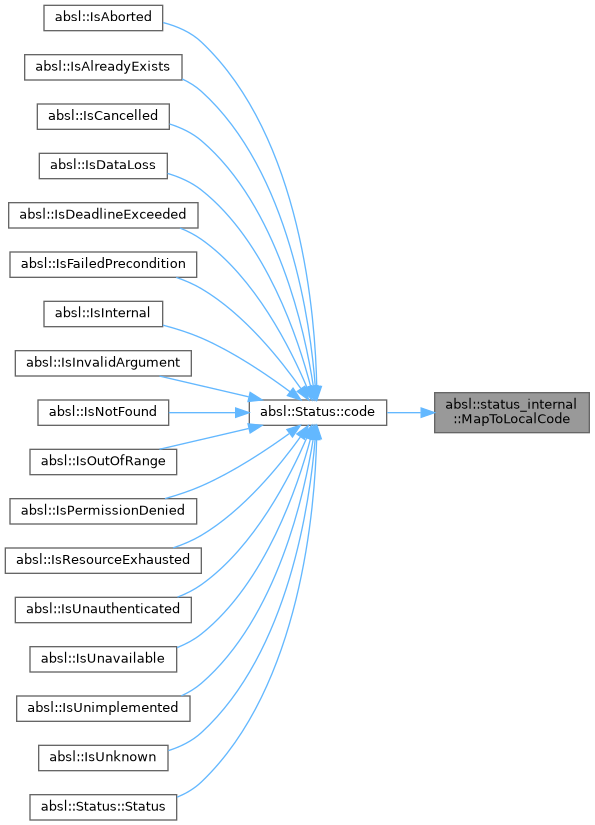 absl::IsAborted
absl::IsAlreadyExists
absl::IsCancelled
absl::IsDataLoss
absl::IsDeadlineExceeded
absl::IsFailedPrecondition
absl::IsInternal
absl::IsInvalidArgument
absl::IsNotFound
absl::IsOutOfRange
absl::IsPermissionDenied
absl::IsResourceExhausted
absl::IsUnauthenticated
absl::IsUnavailable
absl::IsUnimplemented
absl::IsUnknown
absl::Status::Status
absl::Status::code
absl::status_internal
::MapToLocalCode